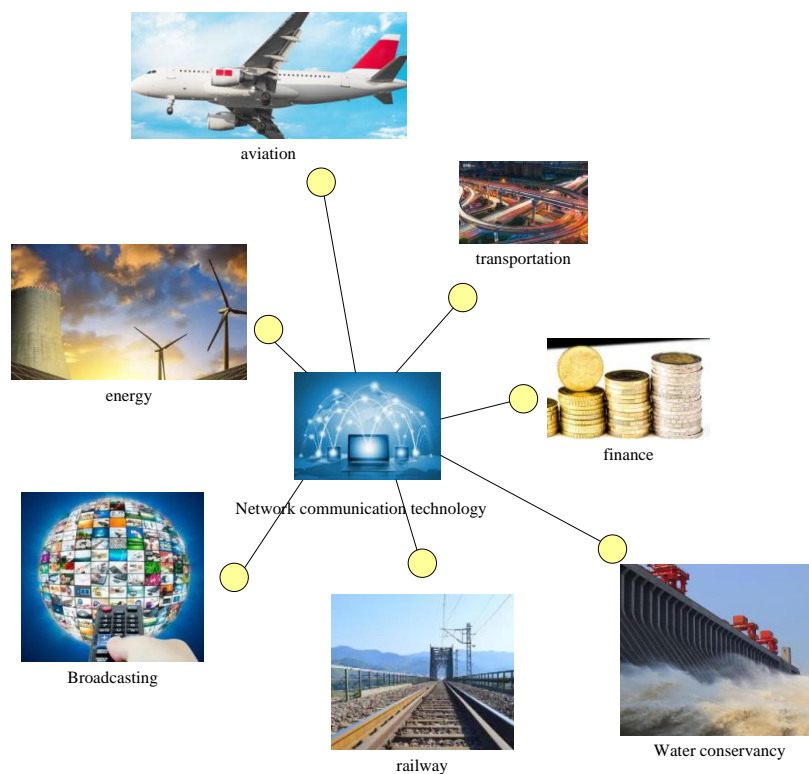 aviation
transportation
energy
finance
Network communication technology
Broadcasting
railway
Water conservancy